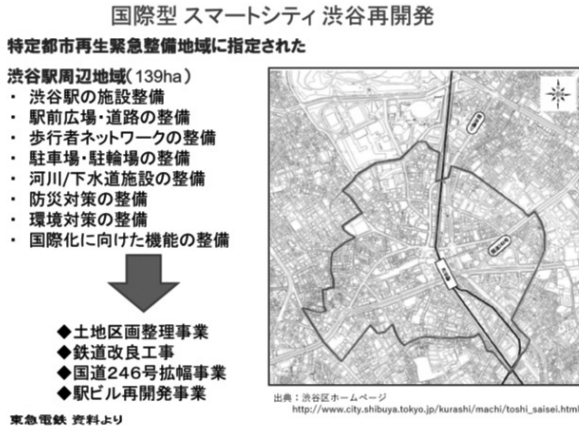 国際型 スマートシティ 渋谷再開発
特定都市再生緊急整備地域に指定された
渋谷駅周辺地域(139ha)
・ 渋谷駅の施設整備
・ 駅前広場・道路の整備
・ 歩行者ネットワークの整備
・ 駐車場・駐輪場の整備
・ 河川/下水道施設の整備
・ 防災対策の整備
・ 環境対策の整備
・ 国際化に向けた機能の整備
◆土地区画整理事業
◆鉄道改良工事
◆国道246号拡幅事業
◆駅ビル再開発事業
東急電鉄 資料より
出典：渋谷区ホームページ
http://www.city.shibuya.tokyo.jp/kurashi/machi/toshi_saisei.html